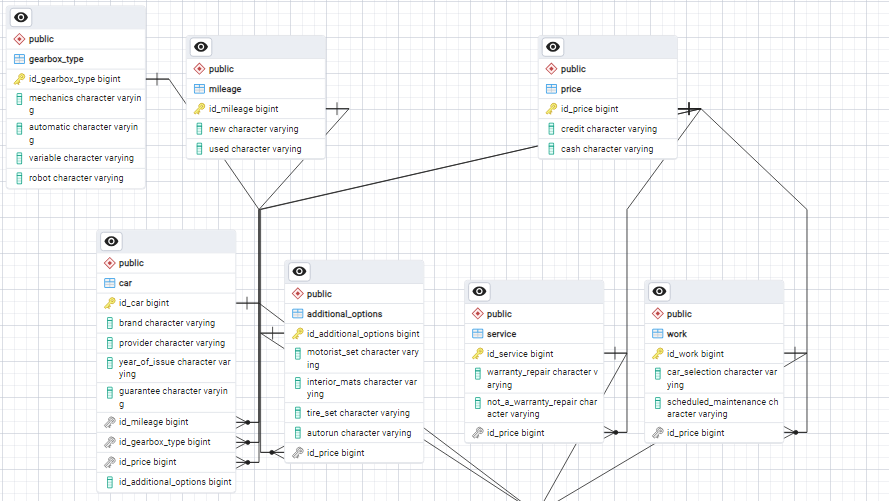 public
gearbox_type
id_gearbox_type bigint
mechanics character varyin
g
automatic character varyin
g
variable character varying
robot character varying
public
mileage
id_mileage bigint
new character varying
used character varying
public
price
id_price bigint
credit character varying
cash character varying
public
car
id_car bigint
brand character varying
provider character varying
year_of_issue character var
ying
guarantee character varyin
g
id_mileage bigint
id_gearbox_type bigint
id_price bigint
id_additional_options bigint
public
additional_options
id_additional_options bigint
motorist_set character vary
ing
interior_mats character var
ying
tire_set character varying
autorun character varying
id_price bigint
public
service
id_service bigint
warranty_repair character v
arying
not_a_warranty_repair char
acter varying
id_price bigint
public
work
id_work bigint
car_selection character var
ying
scheduled_maintenance ch
aracter varying
id_price bigint